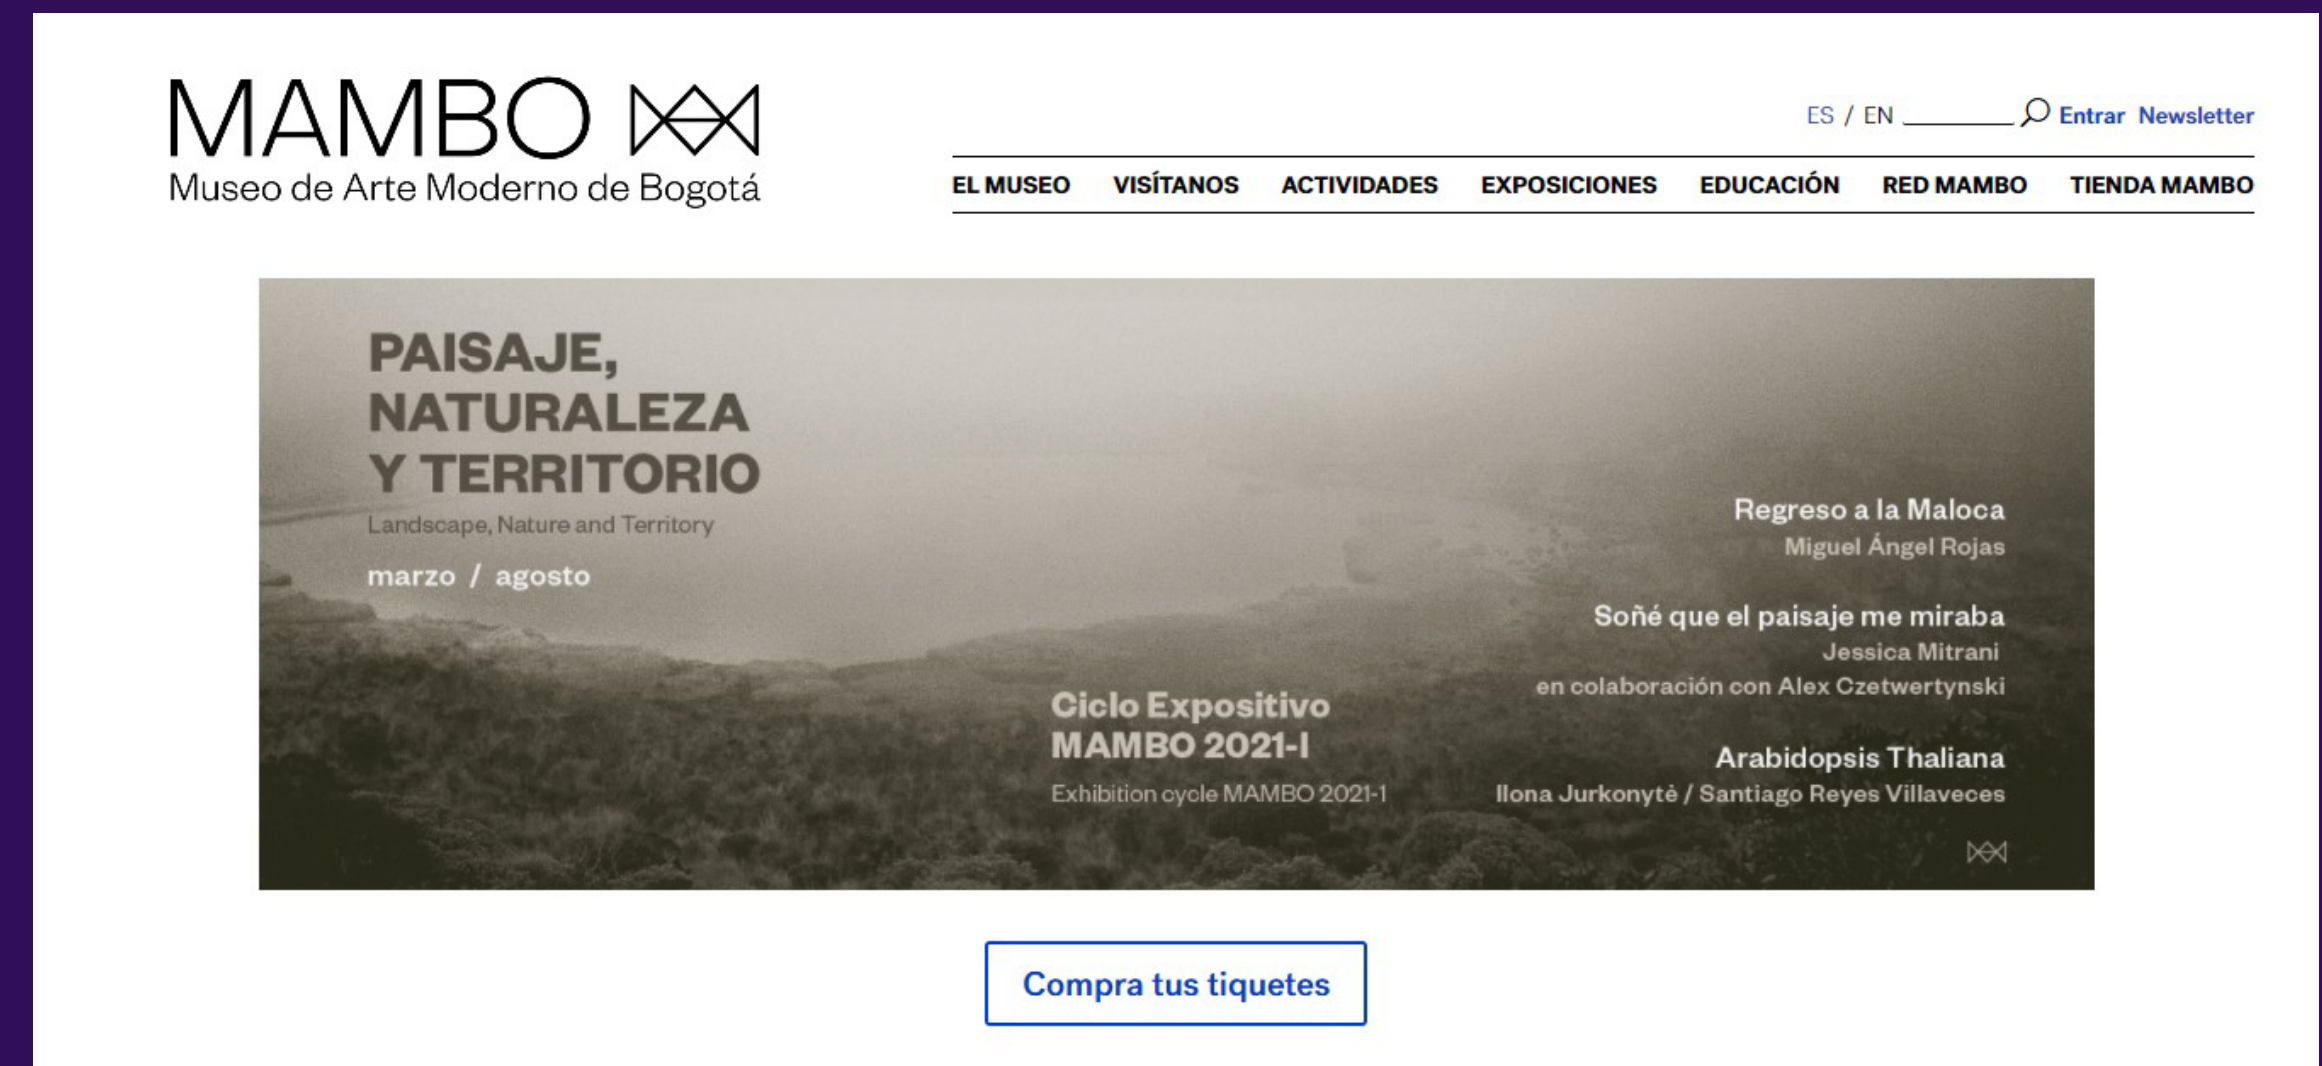 MAMBO
Museo de Arte Moderno de Bogotá
ES / EN Entrar Newsletter
EL MUSEO VISÍTANOS ACTIVIDADES EXPOSICIONES EDUCACIÓN RED MAMBO TIENDA MAMBO
PAISAJE,
NATURALEZA
Y TERRITORIO
Landscape, Nature and Territory
marzo / agosto
Ciclo Expositivo
MAMBO 2021-I
Exhibition cycle MAMBO 2021-1
Regreso a la Maloca
Miguel Ángel Rojas
Soñé que el paisaje me miraba
Jessica Mitrani
en colaboración con Alex Czetwertynski
Arabidopsis Thaliana
Ilona Jurkonytė / Santiago Reyes Villaveces
Compra tus tiquetes